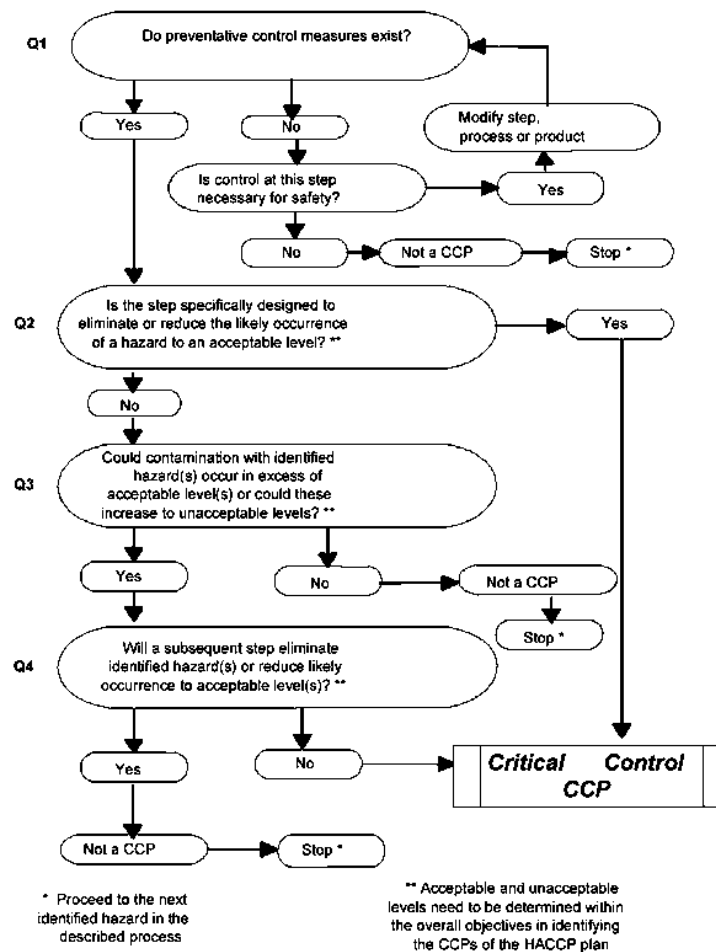 Q1
Do preventative control measures exist?
Yes
No
Modify step,
process or product
Is control at this step
necessary for safety?
Yes
No
Not a CCP
Stop *
Q2
Is the step specifically designed to
eliminate or reduce the likely occurrence
of a hazard to an acceptable level? **
Yes
No
Q3
Could contamination with identified
hazard(s) occur in excess of
acceptable level(s) or could these
increase to unacceptable levels? **
Yes
No
Not a CCP
Stop *
Q4
Will a subsequent step eliminate
identified hazard(s) or reduce likely
occurrence to acceptable level(s)? **
Yes
No
Critical Control
CCP
Not a CCP
Stop *
* Proceed to the next
identified hazard in the
described process
** Acceptable and unacceptable
levels need to be determined within
the overall objectives in identifying
the CCPs of the HACCP plan